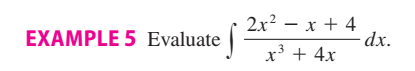 EXAMPLE 5 Evaluate ∫ (2x² − x + 4)/(x³ + 4x) dx.